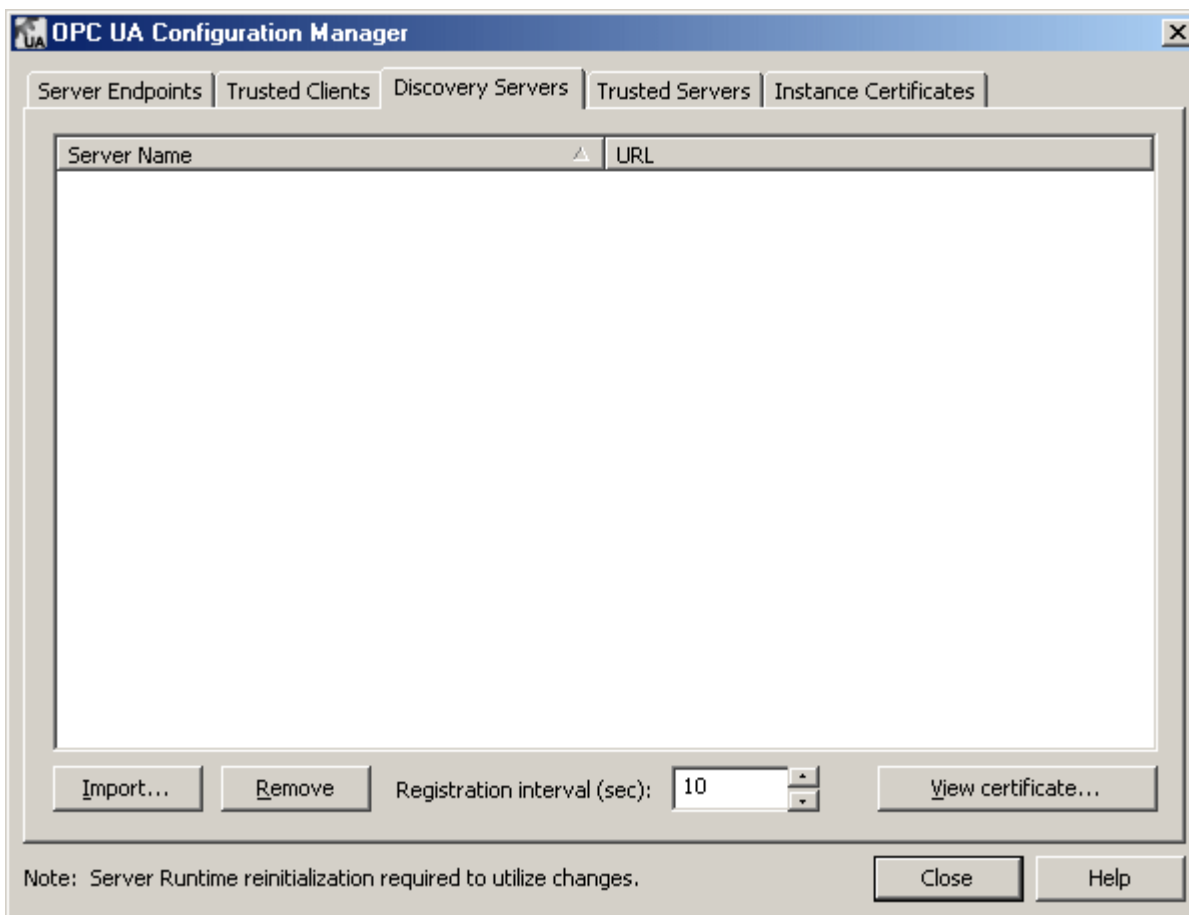 UA OPC UA Configuration Manager
Server Endpoints Trusted Clients Discovery Servers Trusted Servers Instance Certificates
Server Name URL
Import... Remove Registration interval (sec): 10 View certificate...
Note: Server Runtime reinitialization required to utilize changes. Close Help